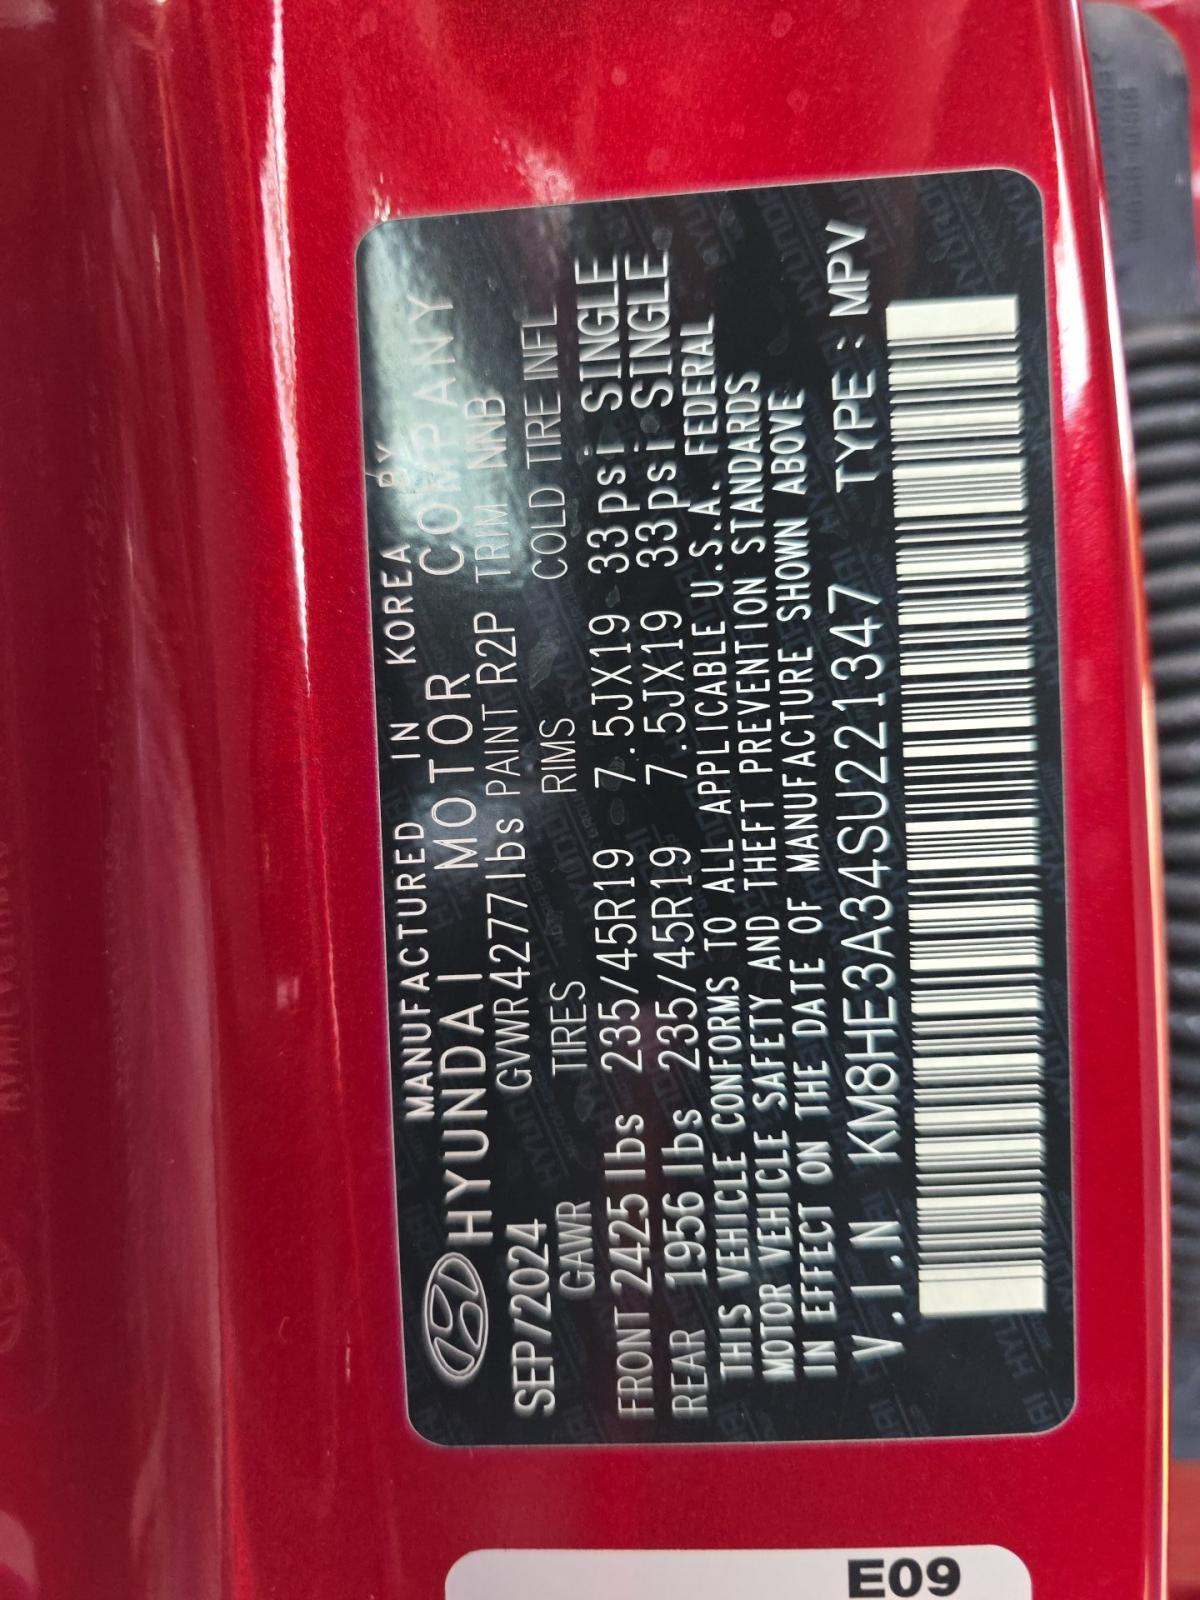 MANUFACTURED IN KOREA BY
HYUNDAI MOTOR COMPANY
SEP/2024 GVWR 4277 lbs PAINT R2P TRIM NNB
GAWR TIRES RIMS COLD TIRE INFL
FRONT 2425 lbs 235/45R19 7.5JX19 33psi SINGLE
REAR 1956 lbs 235/45R19 7.5JX19 33psi SINGLE
THIS VEHICLE CONFORMS TO ALL APPLICABLE U.S.A. FEDERAL
MOTOR VEHICLE SAFETY AND THEFT PREVENTION STANDARDS
IN EFFECT ON THE DATE OF MANUFACTURE SHOWN ABOVE
V.I.N KM8HE3A34SU221347 TYPE : MPV
E09